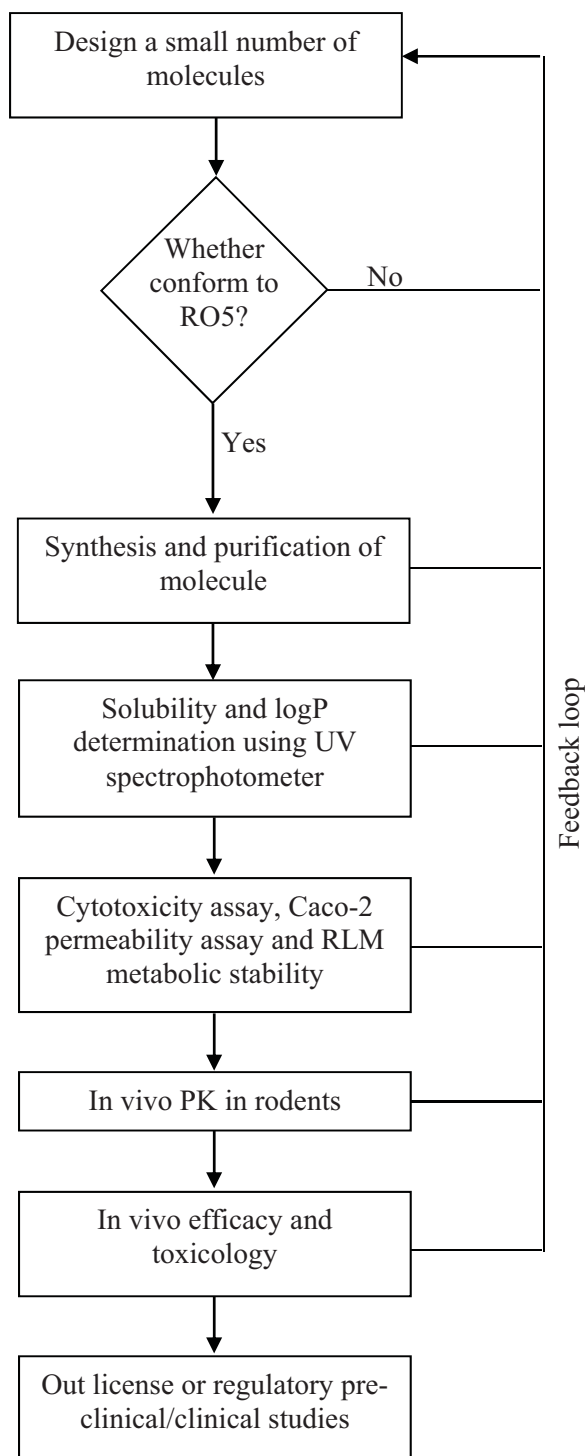 Design a small number of
molecules
Whether
conform to
RO5?
No
Yes
Synthesis and purification of
molecule
Solubility and logP
determination using UV
spectrophotometer
Cytotoxicity assay, Caco-2
permeability assay and RLM
metabolic stability
In vivo PK in rodents
In vivo efficacy and
toxicology
Out license or regulatory pre-
clinical/clinical studies
Feedback loop